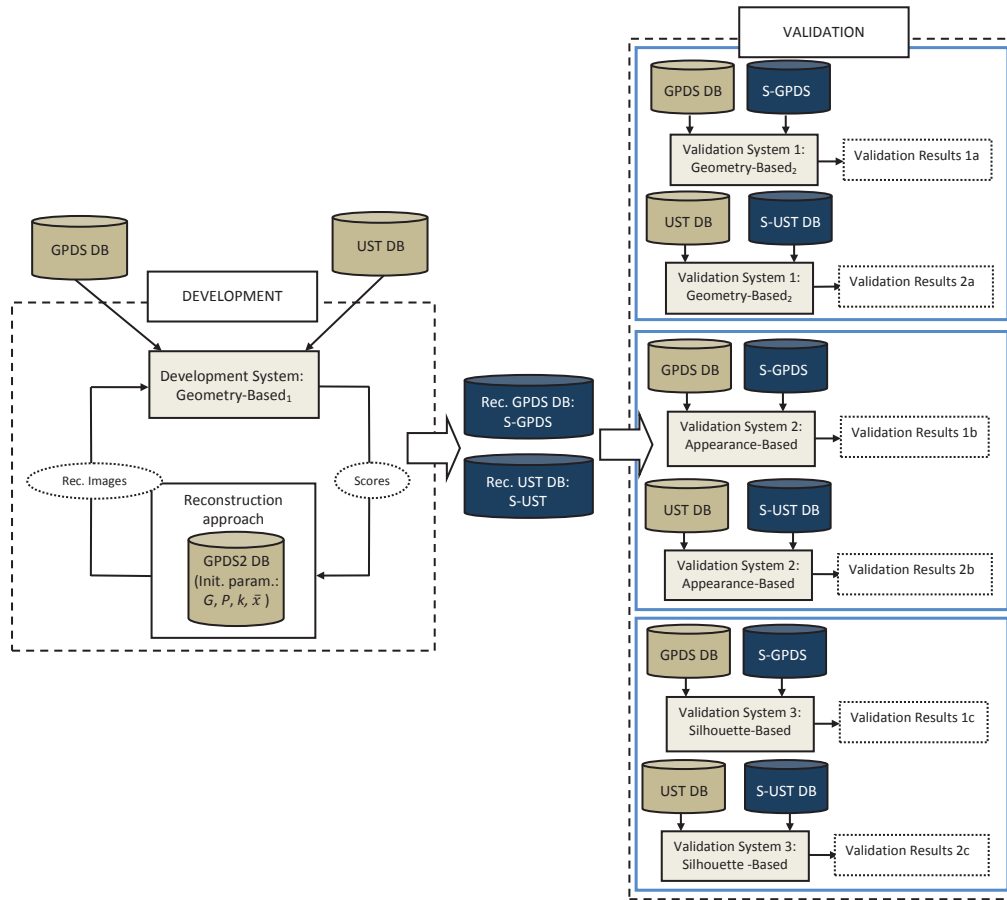 GPDS DB
UST DB
DEVELOPMENT
Development System:
Geometry-Based₁
Rec. Images
Scores
Reconstruction
approach
GPDS2 DB
(Init. param.:
G, P, k, x̄ )
Rec. GPDS DB:
S-GPDS
Rec. UST DB:
S-UST
VALIDATION
GPDS DB
S-GPDS
Validation System 1:
Geometry-Based₂
Validation Results 1a
UST DB
S-UST DB
Validation System 1:
Geometry-Based₂
Validation Results 2a
GPDS DB
S-GPDS
Validation System 2:
Appearance-Based
Validation Results 1b
UST DB
S-UST DB
Validation System 2:
Appearance-Based
Validation Results 2b
GPDS DB
S-GPDS
Validation System 3:
Silhouette-Based
Validation Results 1c
UST DB
S-UST DB
Validation System 3:
Silhouette -Based
Validation Results 2c